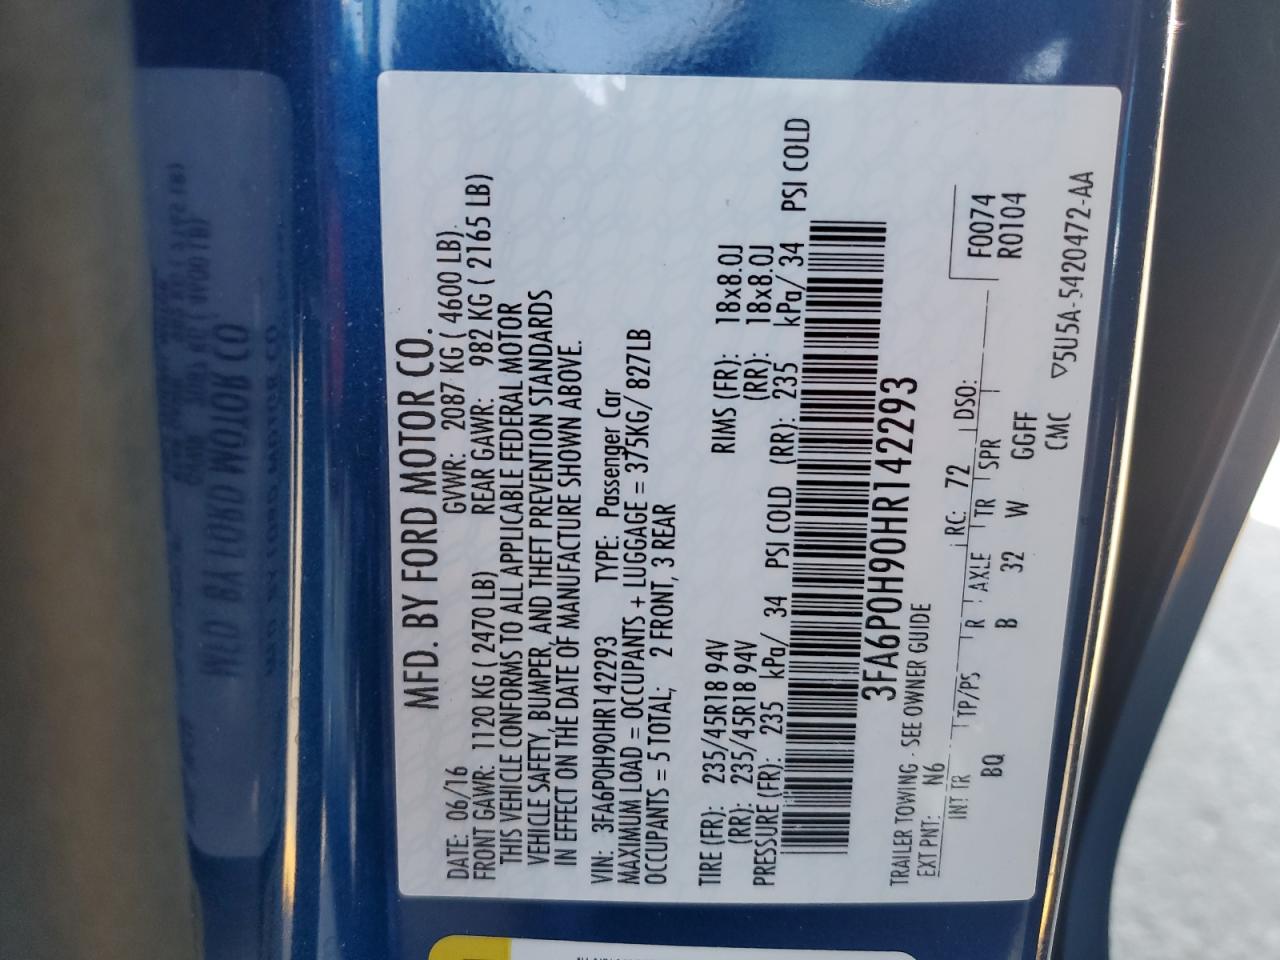 MFD. BY FORD MOTOR CO.
DATE: 06/16 GVWR: 2087 KG ( 4600 LB)
FRONT GAWR: 1120 KG ( 2470 LB) REAR GAWR: 982 KG ( 2165 LB)
THIS VEHICLE CONFORMS TO ALL APPLICABLE FEDERAL MOTOR
VEHICLE SAFETY, BUMPER, AND THEFT PREVENTION STANDARDS
IN EFFECT ON THE DATE OF MANUFACTURE SHOWN ABOVE.
VIN: 3FA6P0H90HR142293 TYPE: Passenger Car
MAXIMUM LOAD = OCCUPANTS + LUGGAGE = 375KG/ 827LB
OCCUPANTS = 5 TOTAL; 2 FRONT, 3 REAR
TIRE (FR): 235/45R18 94V RIMS (FR): 18x8.0J
(RR): 235/45R18 94V (RR): 18x8.0J
PRESSURE (FR): 235 kPa/ 34 PSI COLD (RR): 235 kPa/ 34 PSI COLD
3FA6P0H90HR142293
TRAILER TOWING - SEE OWNER GUIDE
EXT PNT: N6 RC: 72 DSO: F0074
INT TR TP/PS R AXLE TR SPR R0104
BQ B 32 W GGFF
CMC ▽5U5A-5420472-AA